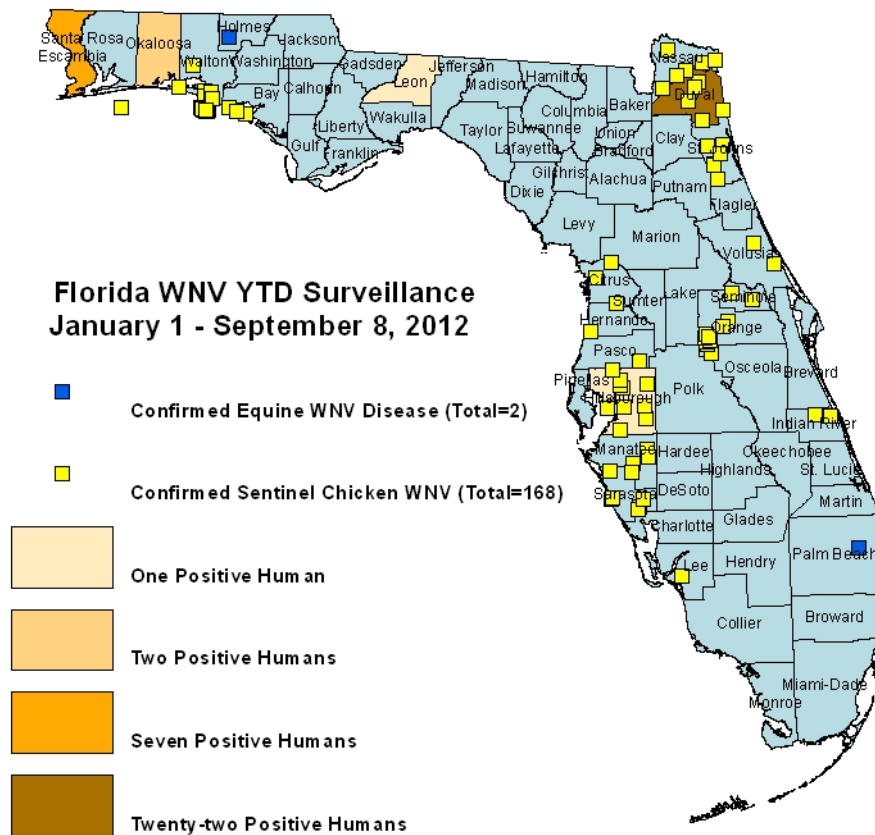 Holmes
Santa Rosa
Okaloosa
Jackson
Escambia
Walton
Washington
Gadsden
Jefferson
Leon
Madison
Hamilton
Nassau
Bay
Calhoun
Columbia
Baker
Duval
Liberty
Wakulla
Taylor
Suwannee
Union
Clay
Gulf
Franklin
Lafayette
Bradford
St. Johns
Gilchrist
Alachua
Putnam
Dixie
Flagler
Levy
Marion
Volusia
Florida WNV YTD Surveillance
January 1 - September 8, 2012
Citrus
Sumter
Lake
Seminole
Hernando
Orange
Pasco
Osceola
Brevard
Pinellas
Polk
Hillsborough
Confirmed Equine WNV Disease (Total=2)
Indian River
Manatee
Hardee
Okeechobee
Highlands
St. Lucie
Confirmed Sentinel Chicken WNV (Total=168)
Sarasota
DeSoto
Martin
Charlotte
Glades
Palm Beach
Lee
Hendry
One Positive Human
Collier
Broward
Two Positive Humans
Miami-Dade
Monroe
Seven Positive Humans
Twenty-two Positive Humans